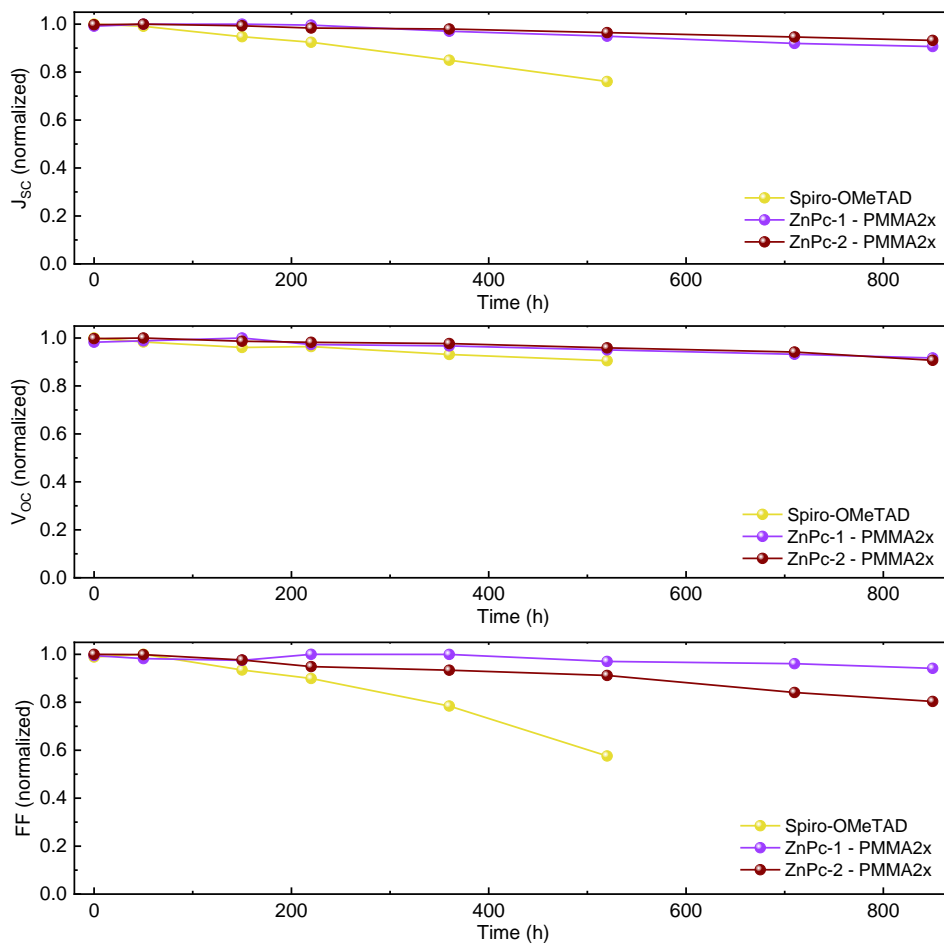 1.0
0.8
0.6
0.4
0.2
0.0
J_SC (normalized)
Spiro-OMeTAD
ZnPc-1 - PMMA2x
ZnPc-2 - PMMA2x
0 200 400 600 800
Time (h)
1.0
0.8
0.6
0.4
0.2
0.0
V_OC (normalized)
Spiro-OMeTAD
ZnPc-1 - PMMA2x
ZnPc-2 - PMMA2x
0 200 400 600 800
Time (h)
1.0
0.8
0.6
0.4
0.2
0.0
FF (normalized)
Spiro-OMeTAD
ZnPc-1 - PMMA2x
ZnPc-2 - PMMA2x
0 200 400 600 800
Time (h)